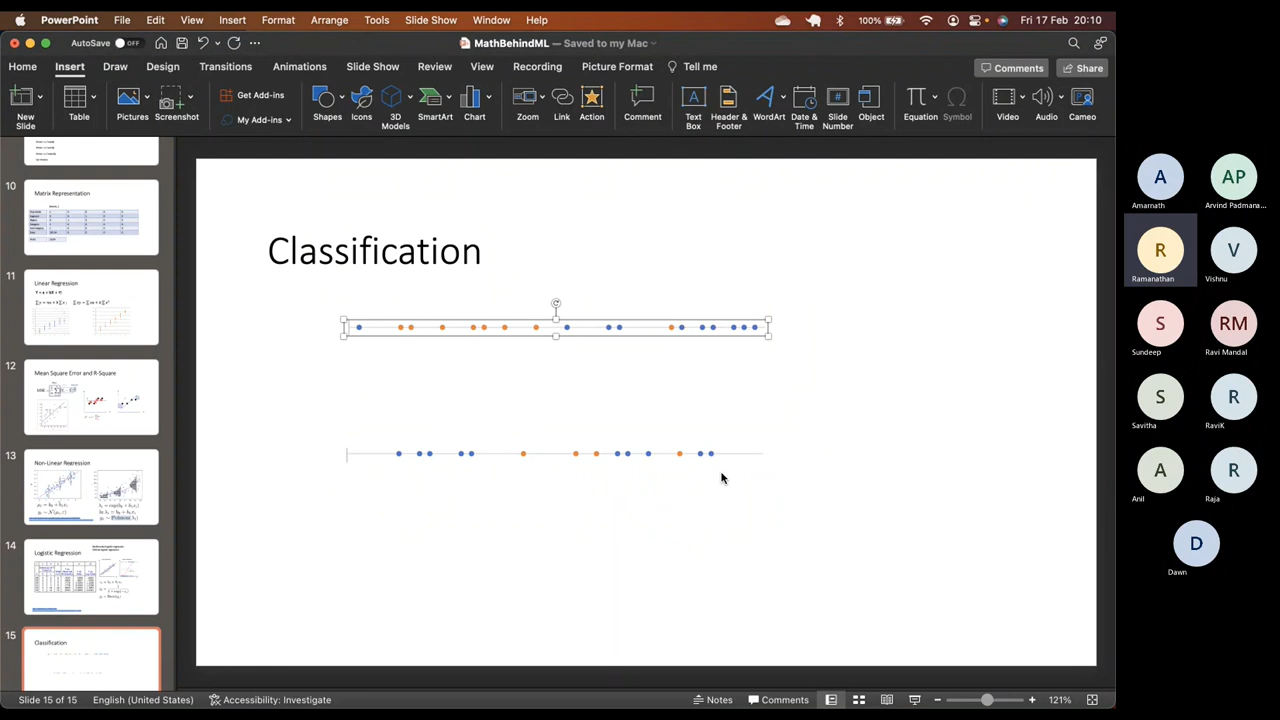 PowerPoint File Edit View Insert Format Arrange Tools Slide Show Window Help 100% Fri 17 Feb 20:10
AutoSave OFF MathBehindML — Saved to my Mac
Home Insert Draw Design Transitions Animations Slide Show Review View Recording Picture Format Tell me Comments Share
New Slide
Table
Pictures
Screenshot
Get Add-ins
My Add-ins
Shapes
Icons
3D Models
SmartArt
Chart
Zoom
Link
Action
Comment
Text Box
Header & Footer
WordArt
Date & Time
Slide Number
Object
Equation
Symbol
Video
Audio
Cameo
10
Matrix Representation
11
Linear Regression
12
Mean Square Error and R-Square
13
Non-Linear Regression
14
Logistic Regression
15
Classification
Classification
A
Amarnath
AP
Arvind Padmana...
R
Ramanathan
V
Vishnu
S
Sundeep
RM
Ravi Mandal
S
Savitha
R
RaviK
A
Anil
R
Raja
D
Dawn
Slide 15 of 15 English (United States) Accessibility: Investigate Notes Comments 121%